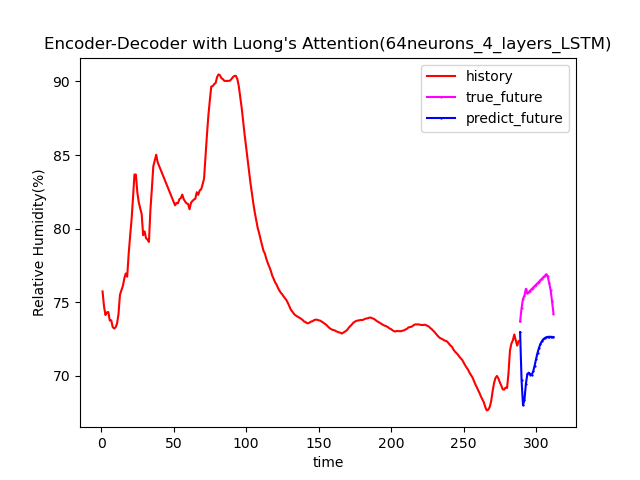 Encoder-Decoder with Luong's Attention(64neurons_4_layers_LSTM)
history
true_future
predict_future
Relative Humidity(%)
90
85
80
75
70
0 50 100 150 200 250 300
time